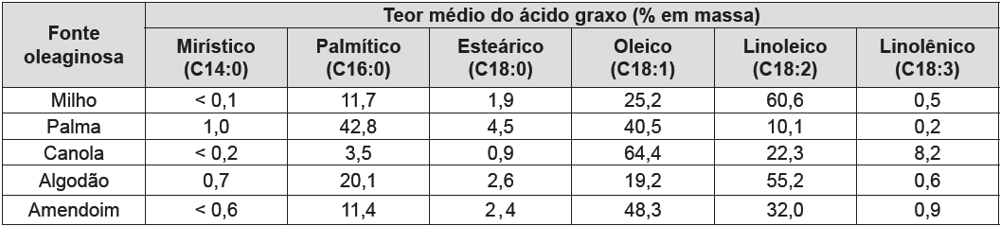 Fonte oleaginosa Teor médio do ácido graxo (% em massa)
Mirístico (C14:0) Palmítico (C16:0) Esteárico (C18:0) Oleico (C18:1) Linoleico (C18:2) Linolênico (C18:3)
Milho < 0,1 11,7 1,9 25,2 60,6 0,5
Palma 1,0 42,8 4,5 40,5 10,1 0,2
Canola < 0,2 3,5 0,9 64,4 22,3 8,2
Algodão 0,7 20,1 2,6 19,2 55,2 0,6
Amendoim < 0,6 11,4 2,4 48,3 32,0 0,9